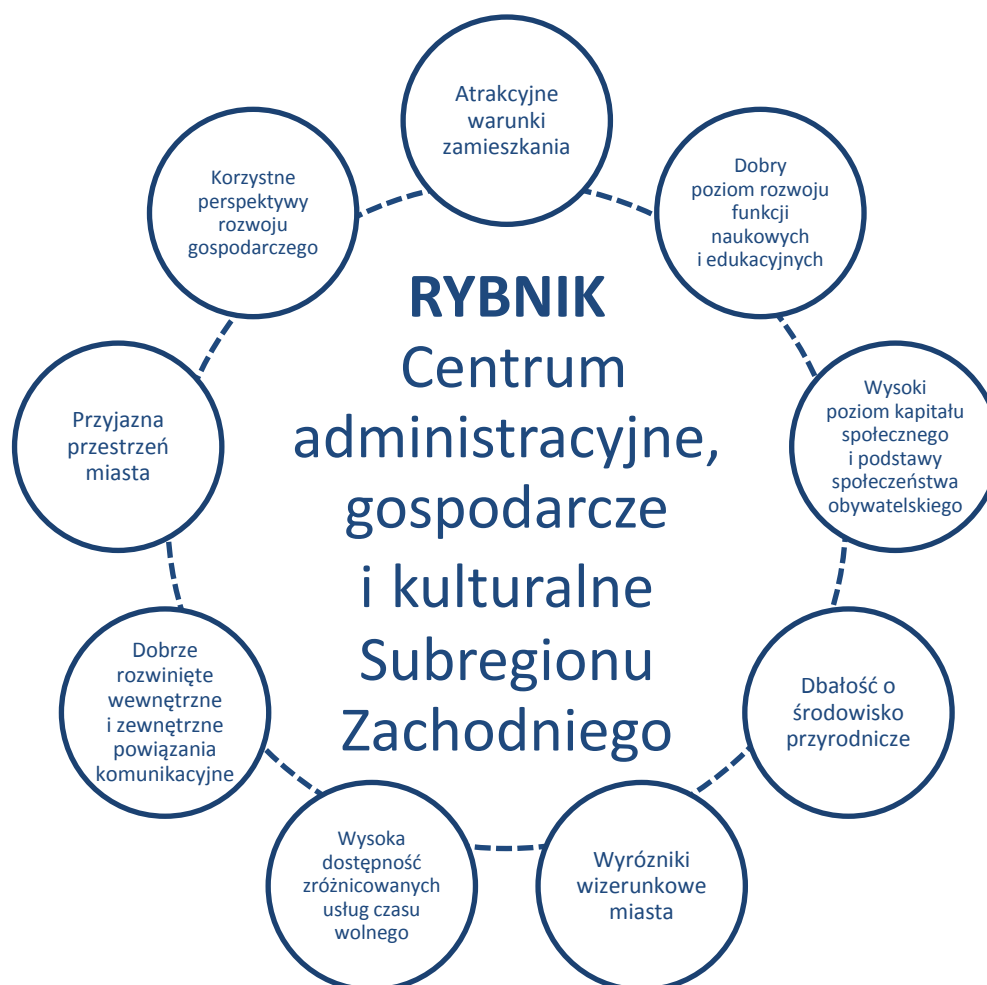 Atrakcyjne
warunki
zamieszkania
Dobry
poziom rozwoju
funkcji
naukowych
i edukacyjnych
Wysoki
poziom kapitału
społecznego
i podstawy
społeczeństwa
obywatelskiego
Dbałość o
środowisko
przyrodnicze
Wyrózniki
wizerunkowe
miasta
Wysoka
dostępność
zróżnicowanych
usług czasu
wolnego
Dobrze
rozwinięte
wewnętrzne
i zewnętrzne
powiązania
komunikacyjne
Przyjazna
przestrzeń
miasta
Korzystne
perspektywy
rozwoju
gospodarczego
RYBNIK
Centrum
administracyjne,
gospodarcze
i kulturalne
Subregionu
Zachodniego